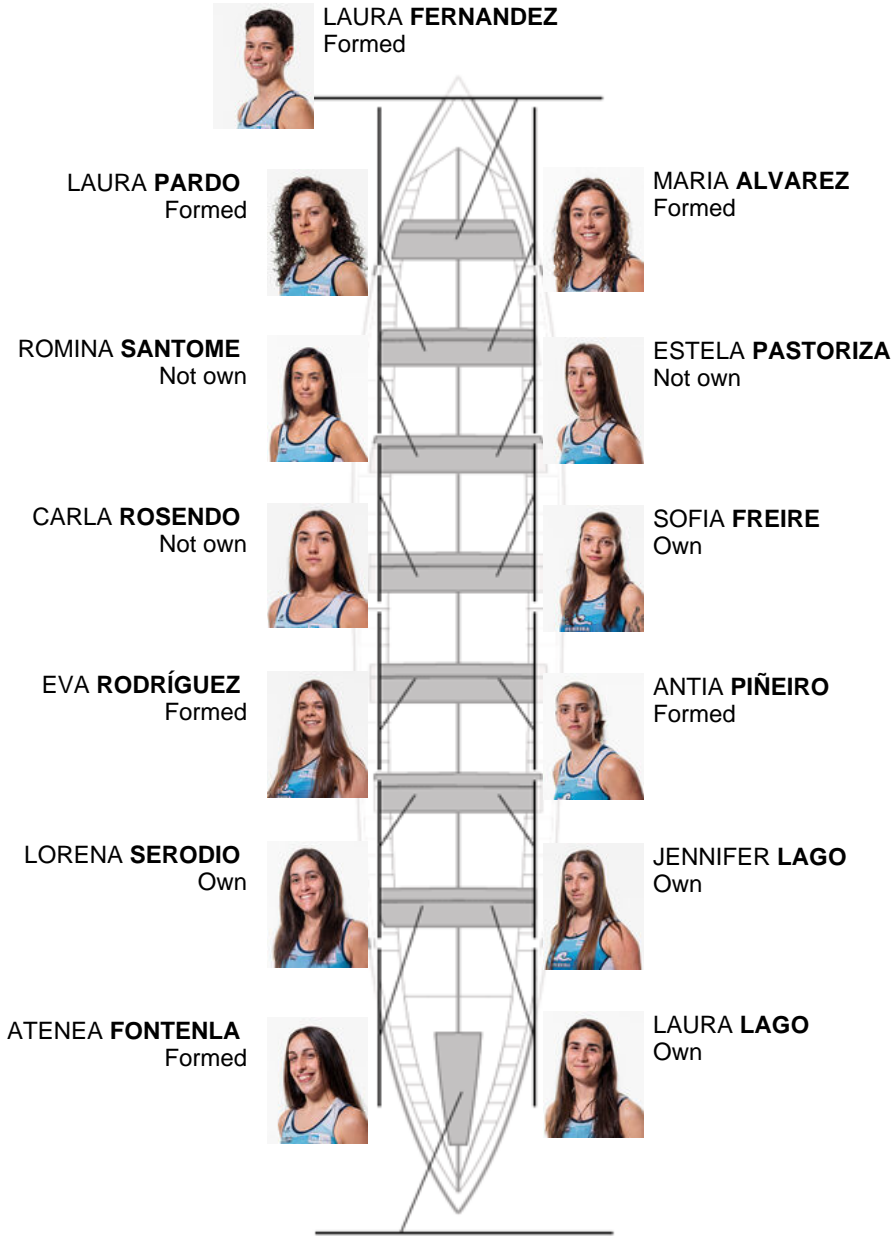 LAURA FERNANDEZ
Formed
LAURA PARDO
Formed
MARIA ALVAREZ
Formed
ROMINA SANTOME
Not own
ESTELA PASTORIZA
Not own
CARLA ROSENDO
Not own
SOFIA FREIRE
Own
EVA RODRÍGUEZ
Formed
ANTIA PIÑEIRO
Formed
LORENA SERODIO
Own
JENNIFER LAGO
Own
ATENEA FONTENLA
Formed
LAURA LAGO
Own